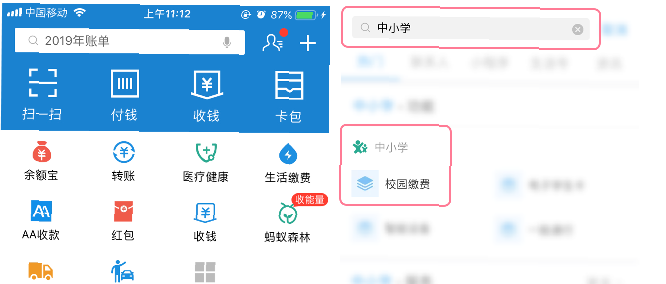 中国移动 上午11:12 87%
2019年账单
扫一扫 付钱 收钱 卡包
余额宝 转账 医疗健康 生活缴费
收能量
AA收款 红包 收钱 蚂蚁森林
中小学
中小学
校园缴费